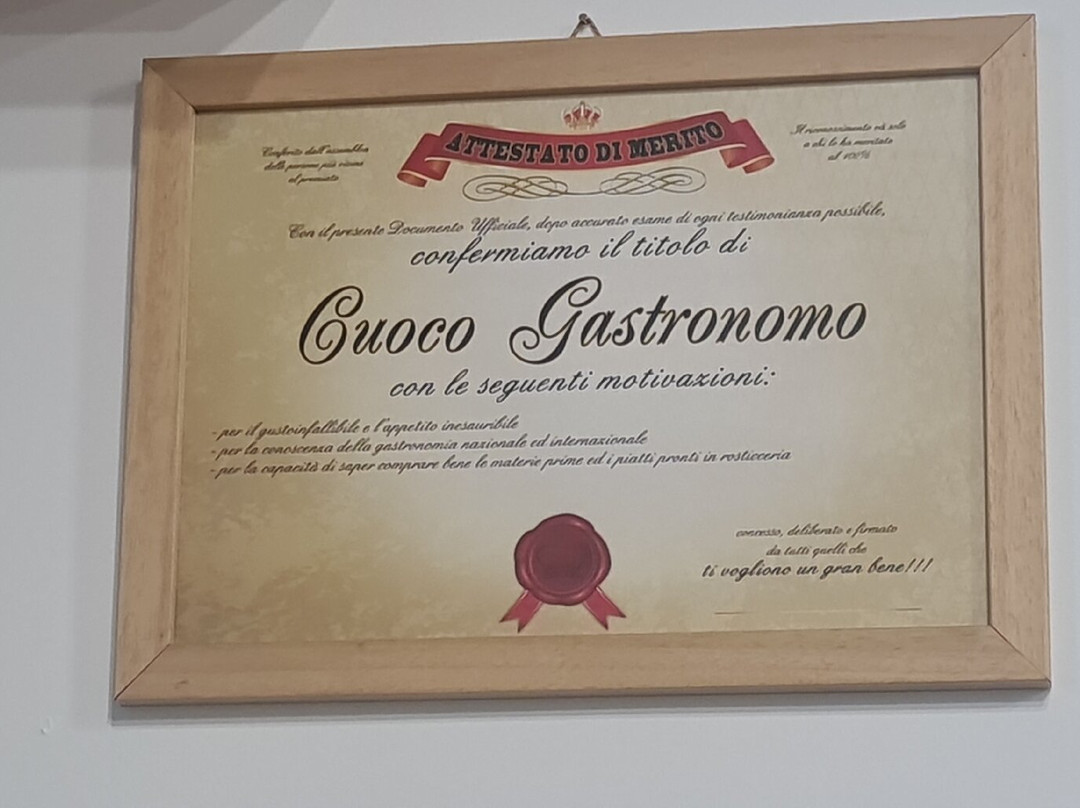 ATTESTATO DI MERITO
Conferito dall'assemblea
delle persone più vicine
al premiato
Il riconoscimento và solo
a chi lo ha meritato
al 100%
Con il presente Documento Ufficiale, dopo accurato esame di ogni testimonianza possibile,
confermiamo il titolo di
Cuoco Gastronomo
con le seguenti motivazioni:
- per il gustoinfallibile e l'appetito inesauribile
- per la conoscenza della gastronomia nazionale ed internazionale
- per la capacità di saper comprare bene le materie prime ed i piatti pronti in rosticceria
concesso, deliberato e firmato
da tutti quelli che
ti vogliono un gran bene!!!